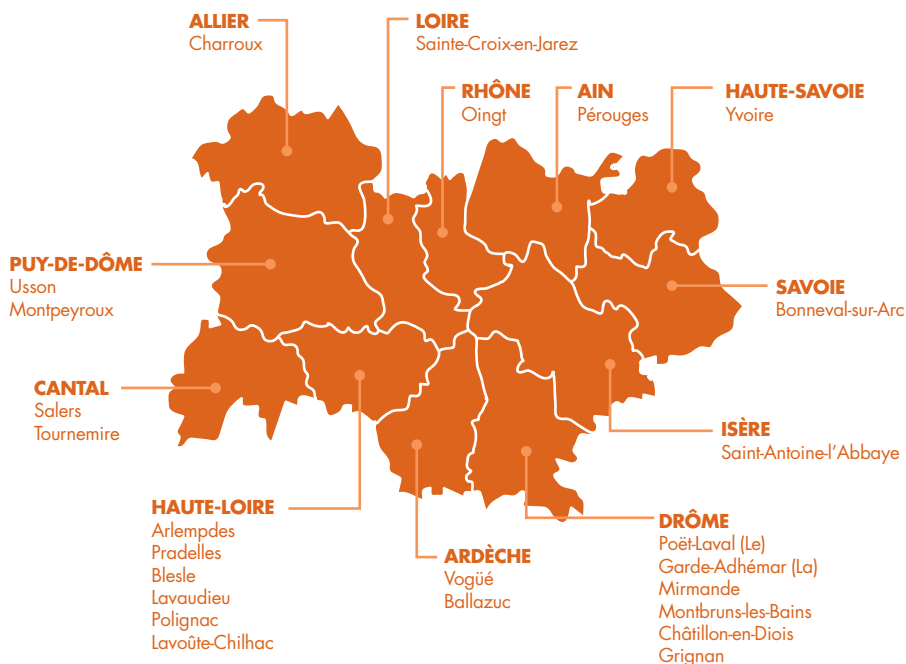 ALLIER
Charroux
LOIRE
Sainte-Croix-en-Jarez
RHÔNE
Oingt
AIN
Pérouges
HAUTE-SAVOIE
Yvoire
PUY-DE-DÔME
Usson
Montpeyroux
SAVOIE
Bonneval-sur-Arc
CANTAL
Salers
Tournemire
ISÈRE
Saint-Antoine-l'Abbaye
HAUTE-LOIRE
Arlempdes
Pradelles
Blesle
Lavaudieu
Polignac
Lavoûte-Chilhac
ARDÈCHE
Vogüé
Ballazuc
DRÔME
Poët-Laval (Le)
Garde-Adhémar (La)
Mirmande
Montbruns-les-Bains
Châtillon-en-Diois
Grignan